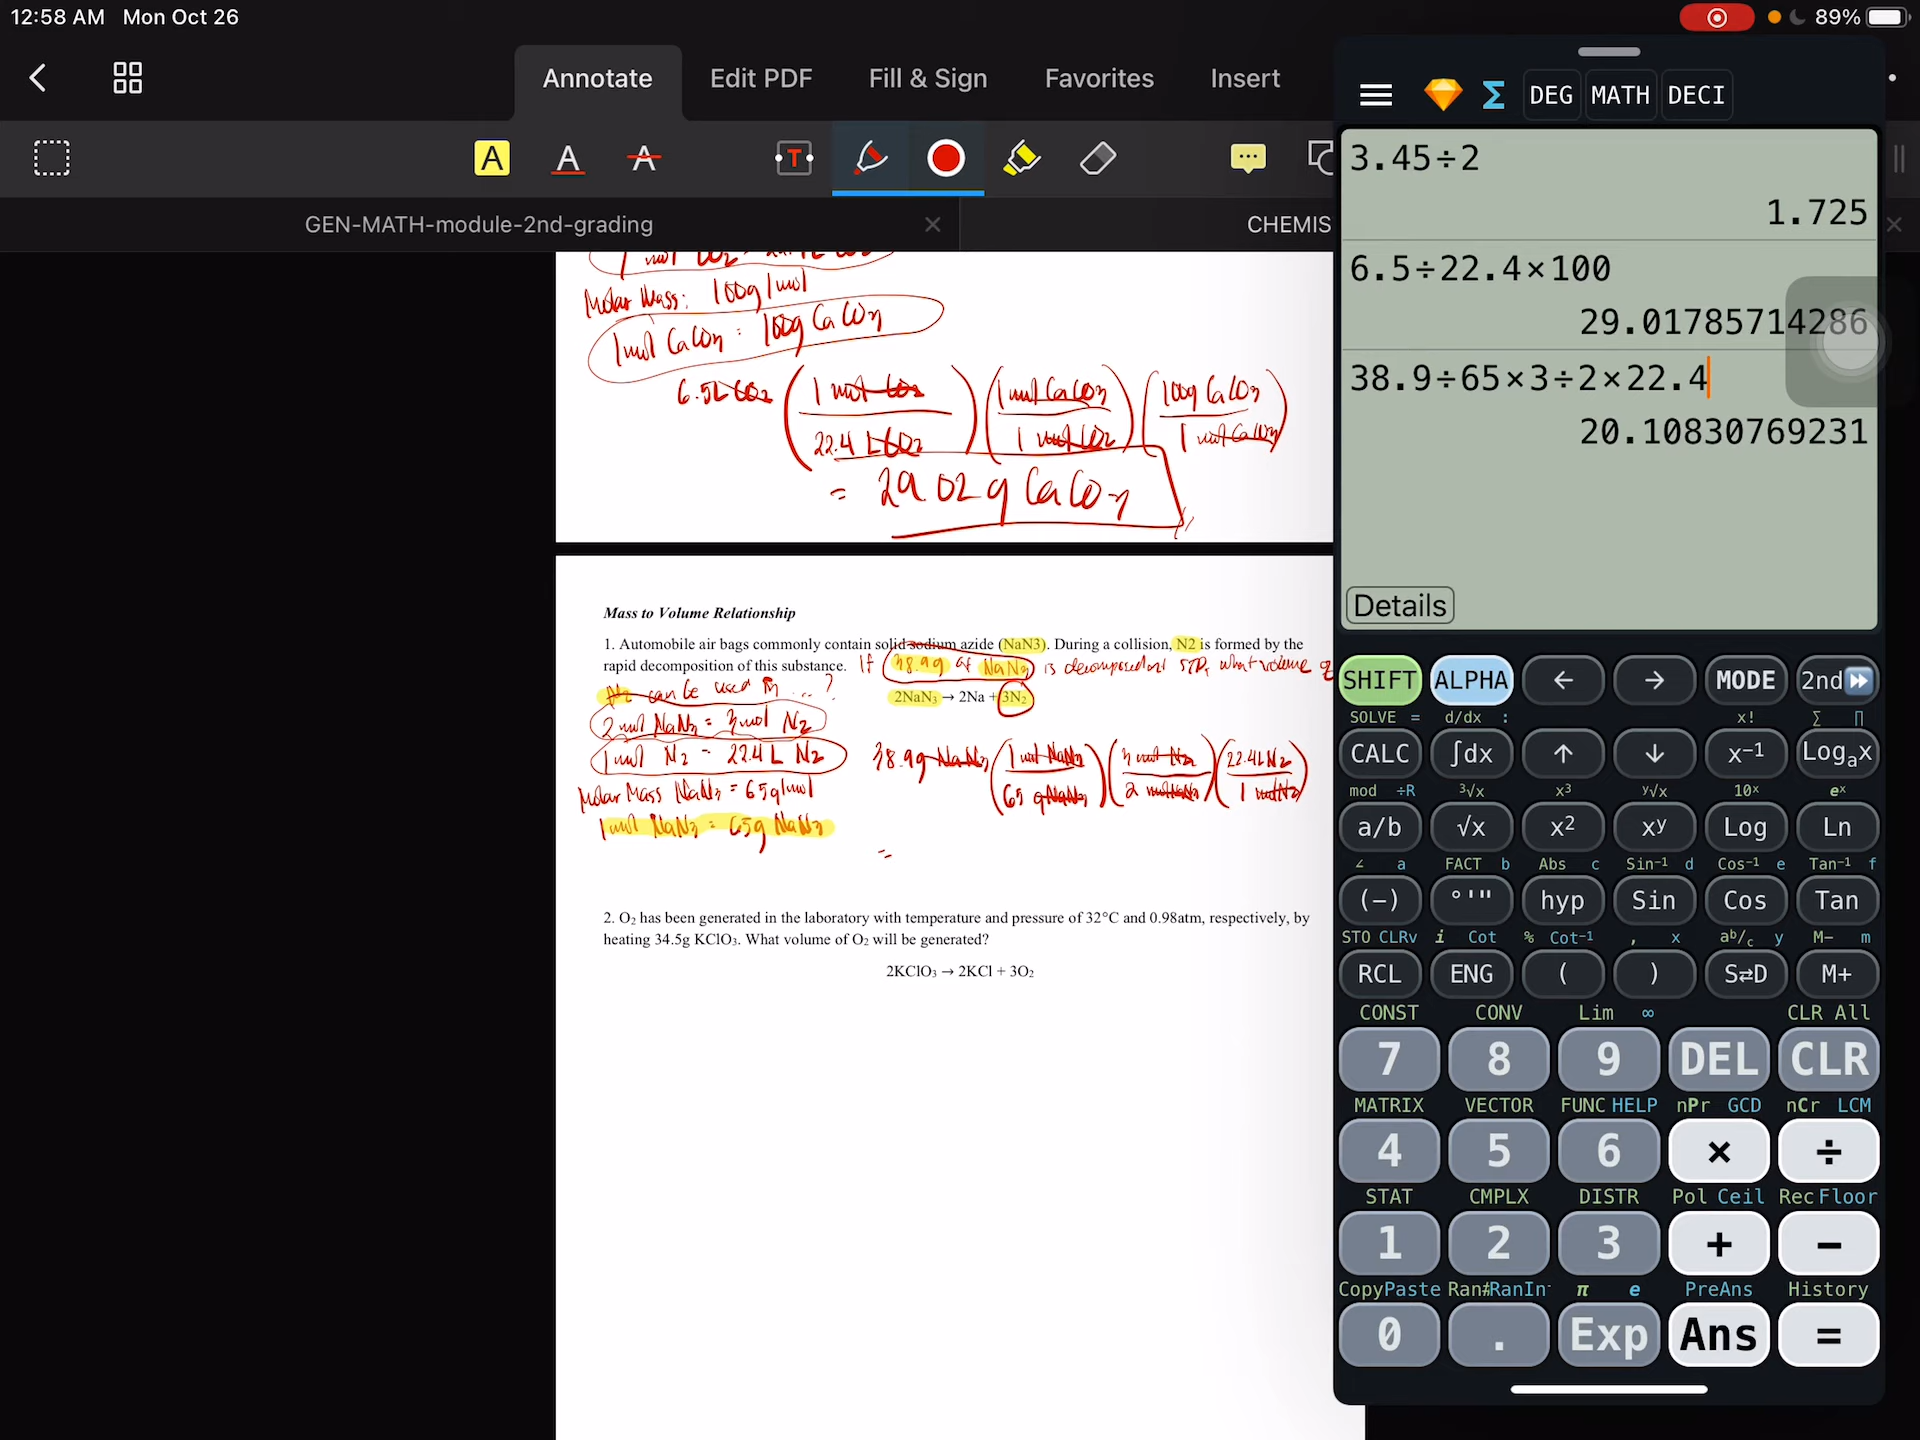 12:58 AM Mon Oct 26
89%
Annotate Edit PDF Fill & Sign Favorites Insert
A A A T
GEN-MATH-module-2nd-grading
CHEMIS
Molar Mass: 100g/mol
1 mol CaCO3 : 100g CaCO3
6.5L CO2 (1 mol CO2 / 22.4 L CO2) (1 mol CaCO3 / 1 mol CO2) (100g CaCO3 / 1 mol CaCO3)
= 29.02 g CaCO3
Mass to Volume Relationship
1. Automobile air bags commonly contain solid sodium azide (NaN3). During a collision, N2 is formed by the
rapid decomposition of this substance. If 38.9g of NaN3 is decomposed at STP, what volume of
N2 can be used in ...?
2NaN₃ → 2Na + 3N₂
2 mol NaN3 = 3 mol N2
1 mol N2 = 22.4 L N2
Molar Mass NaN3 = 65g/mol
1 mol NaN3 = 65g NaN3
38.9g NaN3 (1 mol NaN3 / 65 g NaN3) (3 mol N2 / 2 mol NaN3) (22.4L N2 / 1 mol N2)
=
2. O₂ has been generated in the laboratory with temperature and pressure of 32°C and 0.98atm, respectively, by
heating 34.5g KClO₃. What volume of O₂ will be generated?
2KClO₃ → 2KCl + 3O₂
Σ DEG MATH DECI
3.45÷2
1.725
6.5÷22.4×100
29.01785714286
38.9÷65×3÷2×22.4
20.10830769231
Details
SHIFT ALPHA ← → MODE 2nd
SOLVE = d/dx : x! ∑ ∏
CALC ∫dx ↑ ↓ x⁻¹ Logₐx
mod ÷R ³√x x³ ʸ√x 10ˣ eˣ
a/b √x x² xʸ Log Ln
∠ a FACT b Abs c Sin⁻¹ d Cos⁻¹ e Tan⁻¹ f
(−) °'" hyp Sin Cos Tan
STO CLRv i Cot % Cot⁻¹ , x aᵇ/c y M− m
RCL ENG ( ) S⇄D M+
CONST CONV Lim ∞ CLR All
7 8 9 DEL CLR
MATRIX VECTOR FUNC HELP nPr GCD nCr LCM
4 5 6 × ÷
STAT CMPLX DISTR Pol Ceil Rec Floor
1 2 3 + −
Copy Paste Ran# RanIn π e PreAns History
0 . Exp Ans =